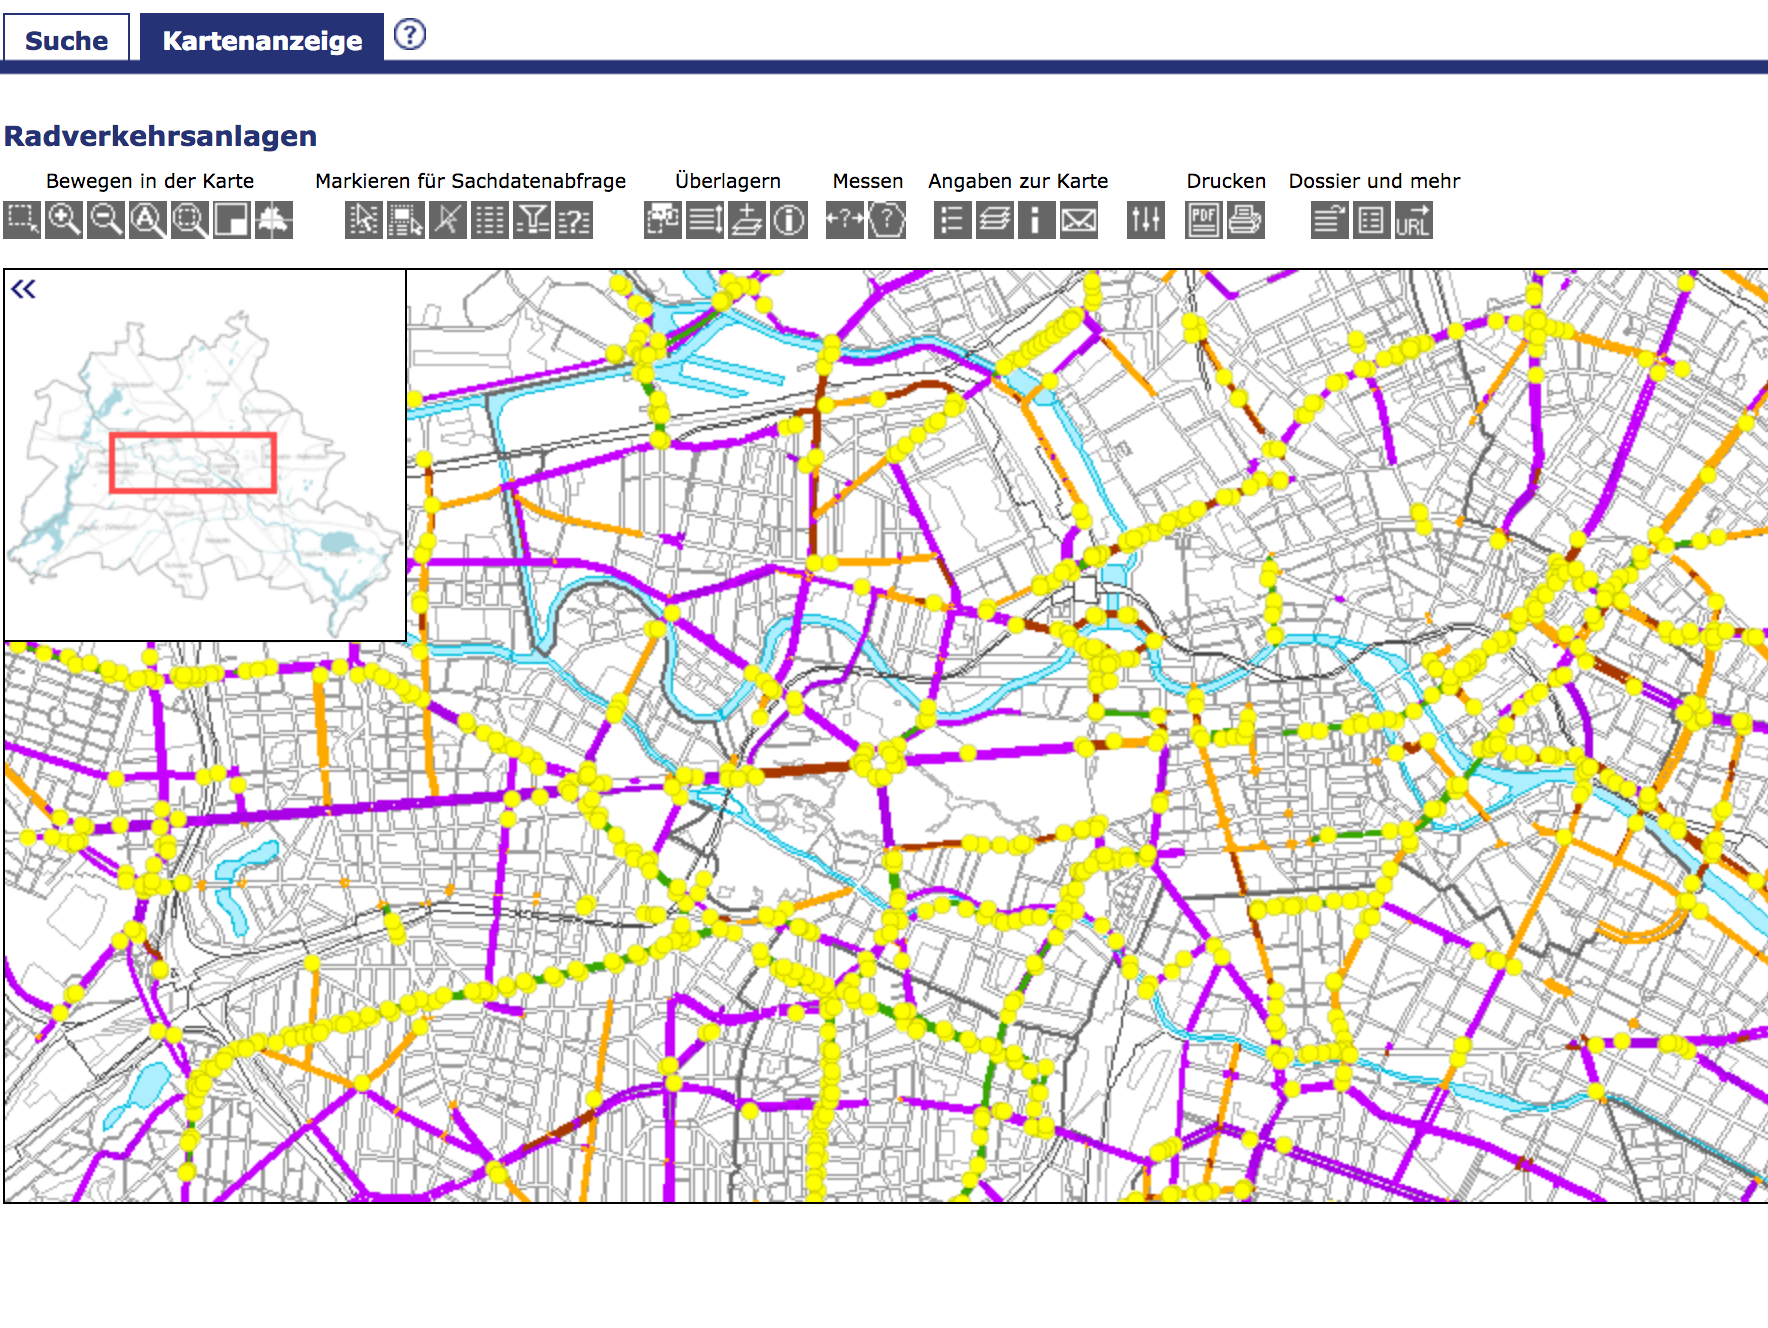 Suche Kartenanzeige ?
Radverkehrsanlagen
Bewegen in der Karte Markieren für Sachdatenabfrage Überlagern Messen Angaben zur Karte Drucken Dossier und mehr
A ? i ? ? i PDF URL
«